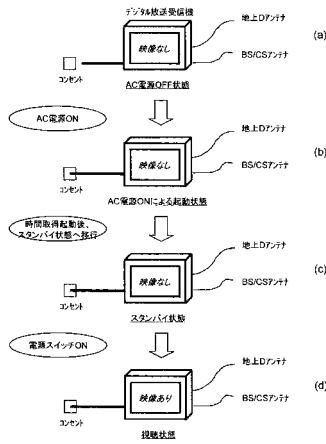 デジタル放送受信機
地上Dアンテナ
映像なし
(a)
BS/CSアンテナ
コンセント
AC電源OFF状態
AC電源ON
地上Dアンテナ
映像なし
(b)
BS/CSアンテナ
コンセント
AC電源ONによる起動状態
時間取得起動後、
スタンバイ状態へ移行
地上Dアンテナ
映像なし
(c)
BS/CSアンテナ
コンセント
スタンバイ状態
電源スイッチON
地上Dアンテナ
映像あり
(d)
BS/CSアンテナ
コンセント
視聴状態